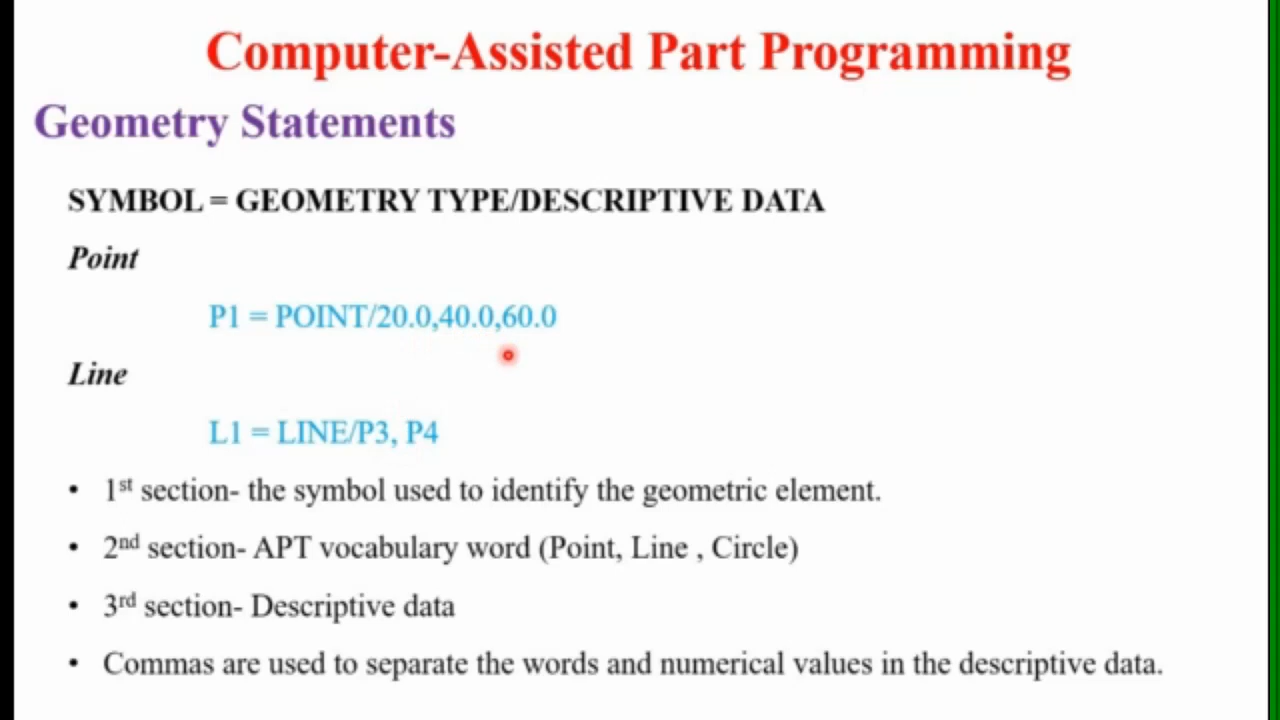 Computer-Assisted Part Programming
Geometry Statements
SYMBOL = GEOMETRY TYPE/DESCRIPTIVE DATA
Point
P1 = POINT/20.0,40.0,60.0
Line
L1 = LINE/P3, P4
• 1st section- the symbol used to identify the geometric element.
• 2nd section- APT vocabulary word (Point, Line , Circle)
• 3rd section- Descriptive data
• Commas are used to separate the words and numerical values in the descriptive data.